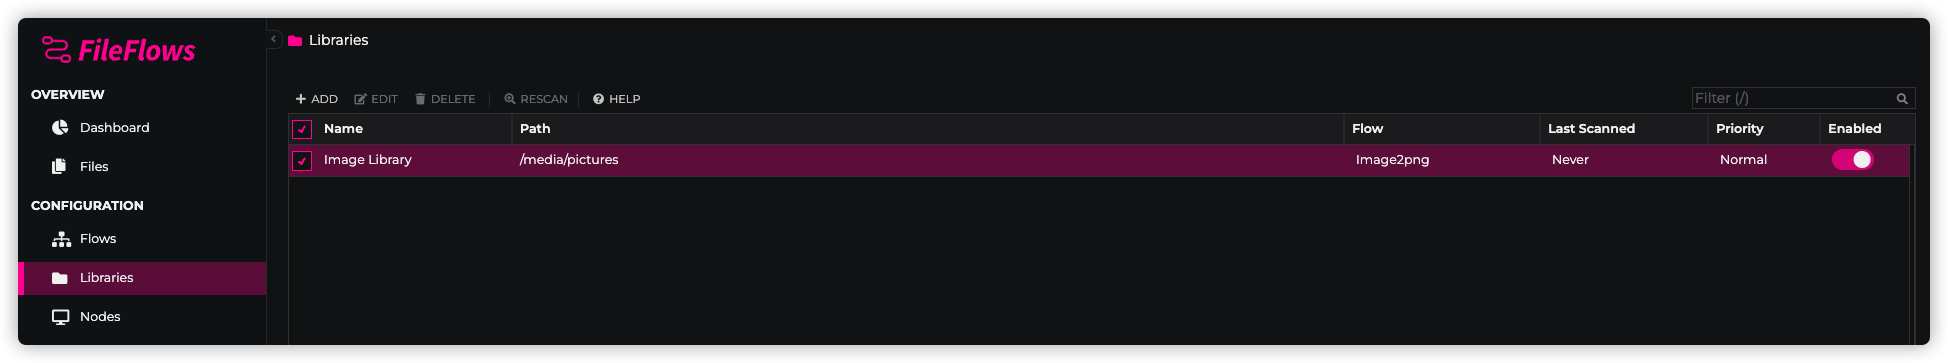 FileFlows
OVERVIEW
Dashboard
Files
CONFIGURATION
Flows
Libraries
Nodes
Libraries
ADD EDIT DELETE RESCAN HELP
Filter (/)
Name Path Flow Last Scanned Priority Enabled
Image Library /media/pictures Image2png Never Normal